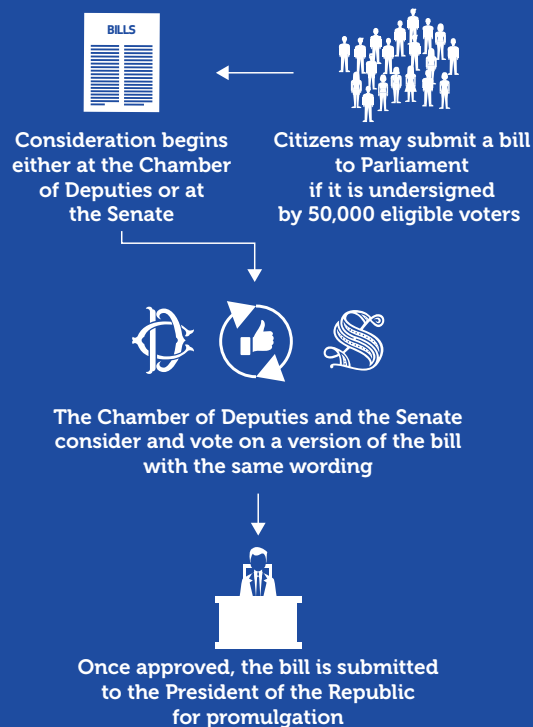 BILLS
Consideration begins
either at the Chamber
of Deputies or at
the Senate
Citizens may submit a bill
to Parliament
if it is undersigned
by 50,000 eligible voters
The Chamber of Deputies and the Senate
consider and vote on a version of the bill
with the same wording
Once approved, the bill is submitted
to the President of the Republic
for promulgation